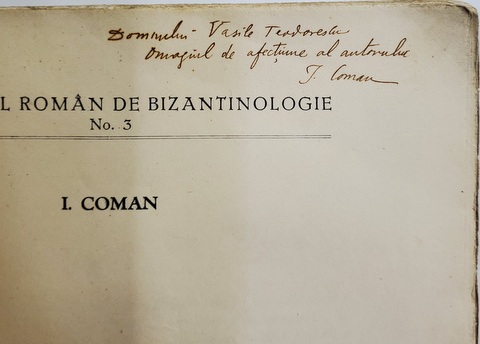 Domnului Vasile Teodorescu
Omagiul de afecțiune al autorului
I. Coman
L ROMÂN DE BIZANTINOLOGIE
No. 3
I. COMAN